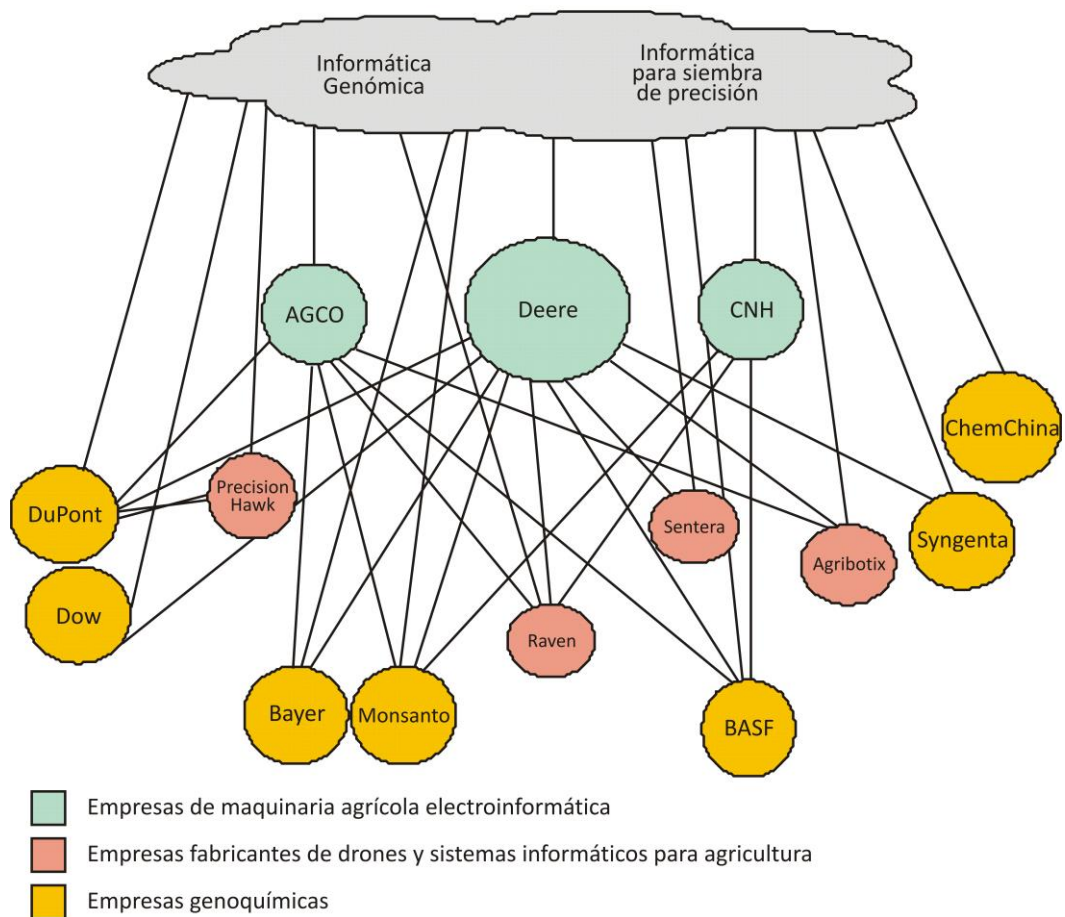 Informática
Genómica
Informática
para siembra
de precisión
AGCO
Deere
CNH
ChemChina
DuPont
Precision
Hawk
Sentera
Syngenta
Agribotix
Dow
Raven
Bayer
Monsanto
BASF
Empresas de maquinaria agrícola electroinformática
Empresas fabricantes de drones y sistemas informáticos para agricultura
Empresas genoquímicas